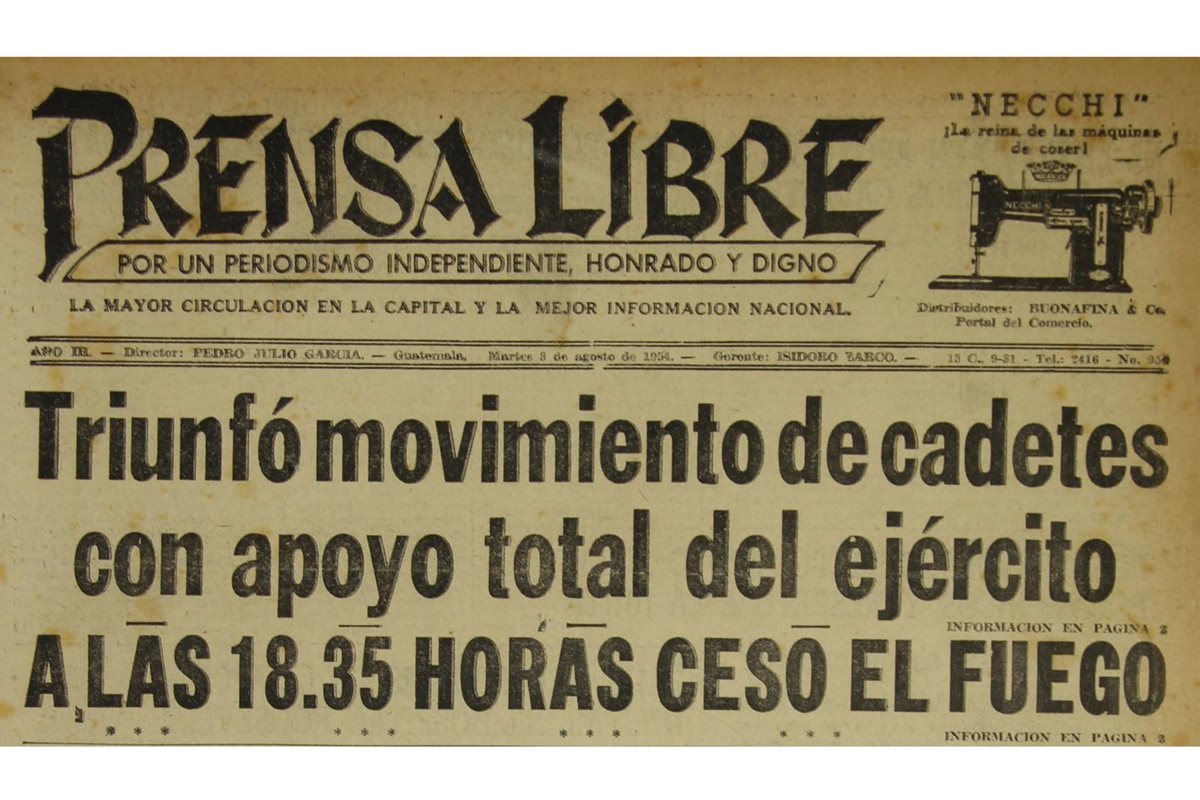 PRENSA LIBRE
POR UN PERIODISMO INDEPENDIENTE, HONRADO Y DIGNO
LA MAYOR CIRCULACION EN LA CAPITAL Y LA MEJOR INFORMACION NACIONAL.
"NECCHI"
¡La reina de las máquinas
de coser!
NECCHI
Distribuidores: BUONAFINA & Co.
Portal del Comercio.
AÑO III. — Director: PEDRO JULIO GARCIA. — Guatemala, Martes 3 de agosto de 1954. — Gerente: ISIDORO ZARCO. — 13 C., 9-31 - Tel.: 2416 - No.
Triunfó movimiento de cadetes
con apoyo total del ejército
INFORMACION EN PAGINA 2
A LAS 18.35 HORAS CESO EL FUEGO
* * * * * * * * * * * *
INFORMACION EN PAGINA 3